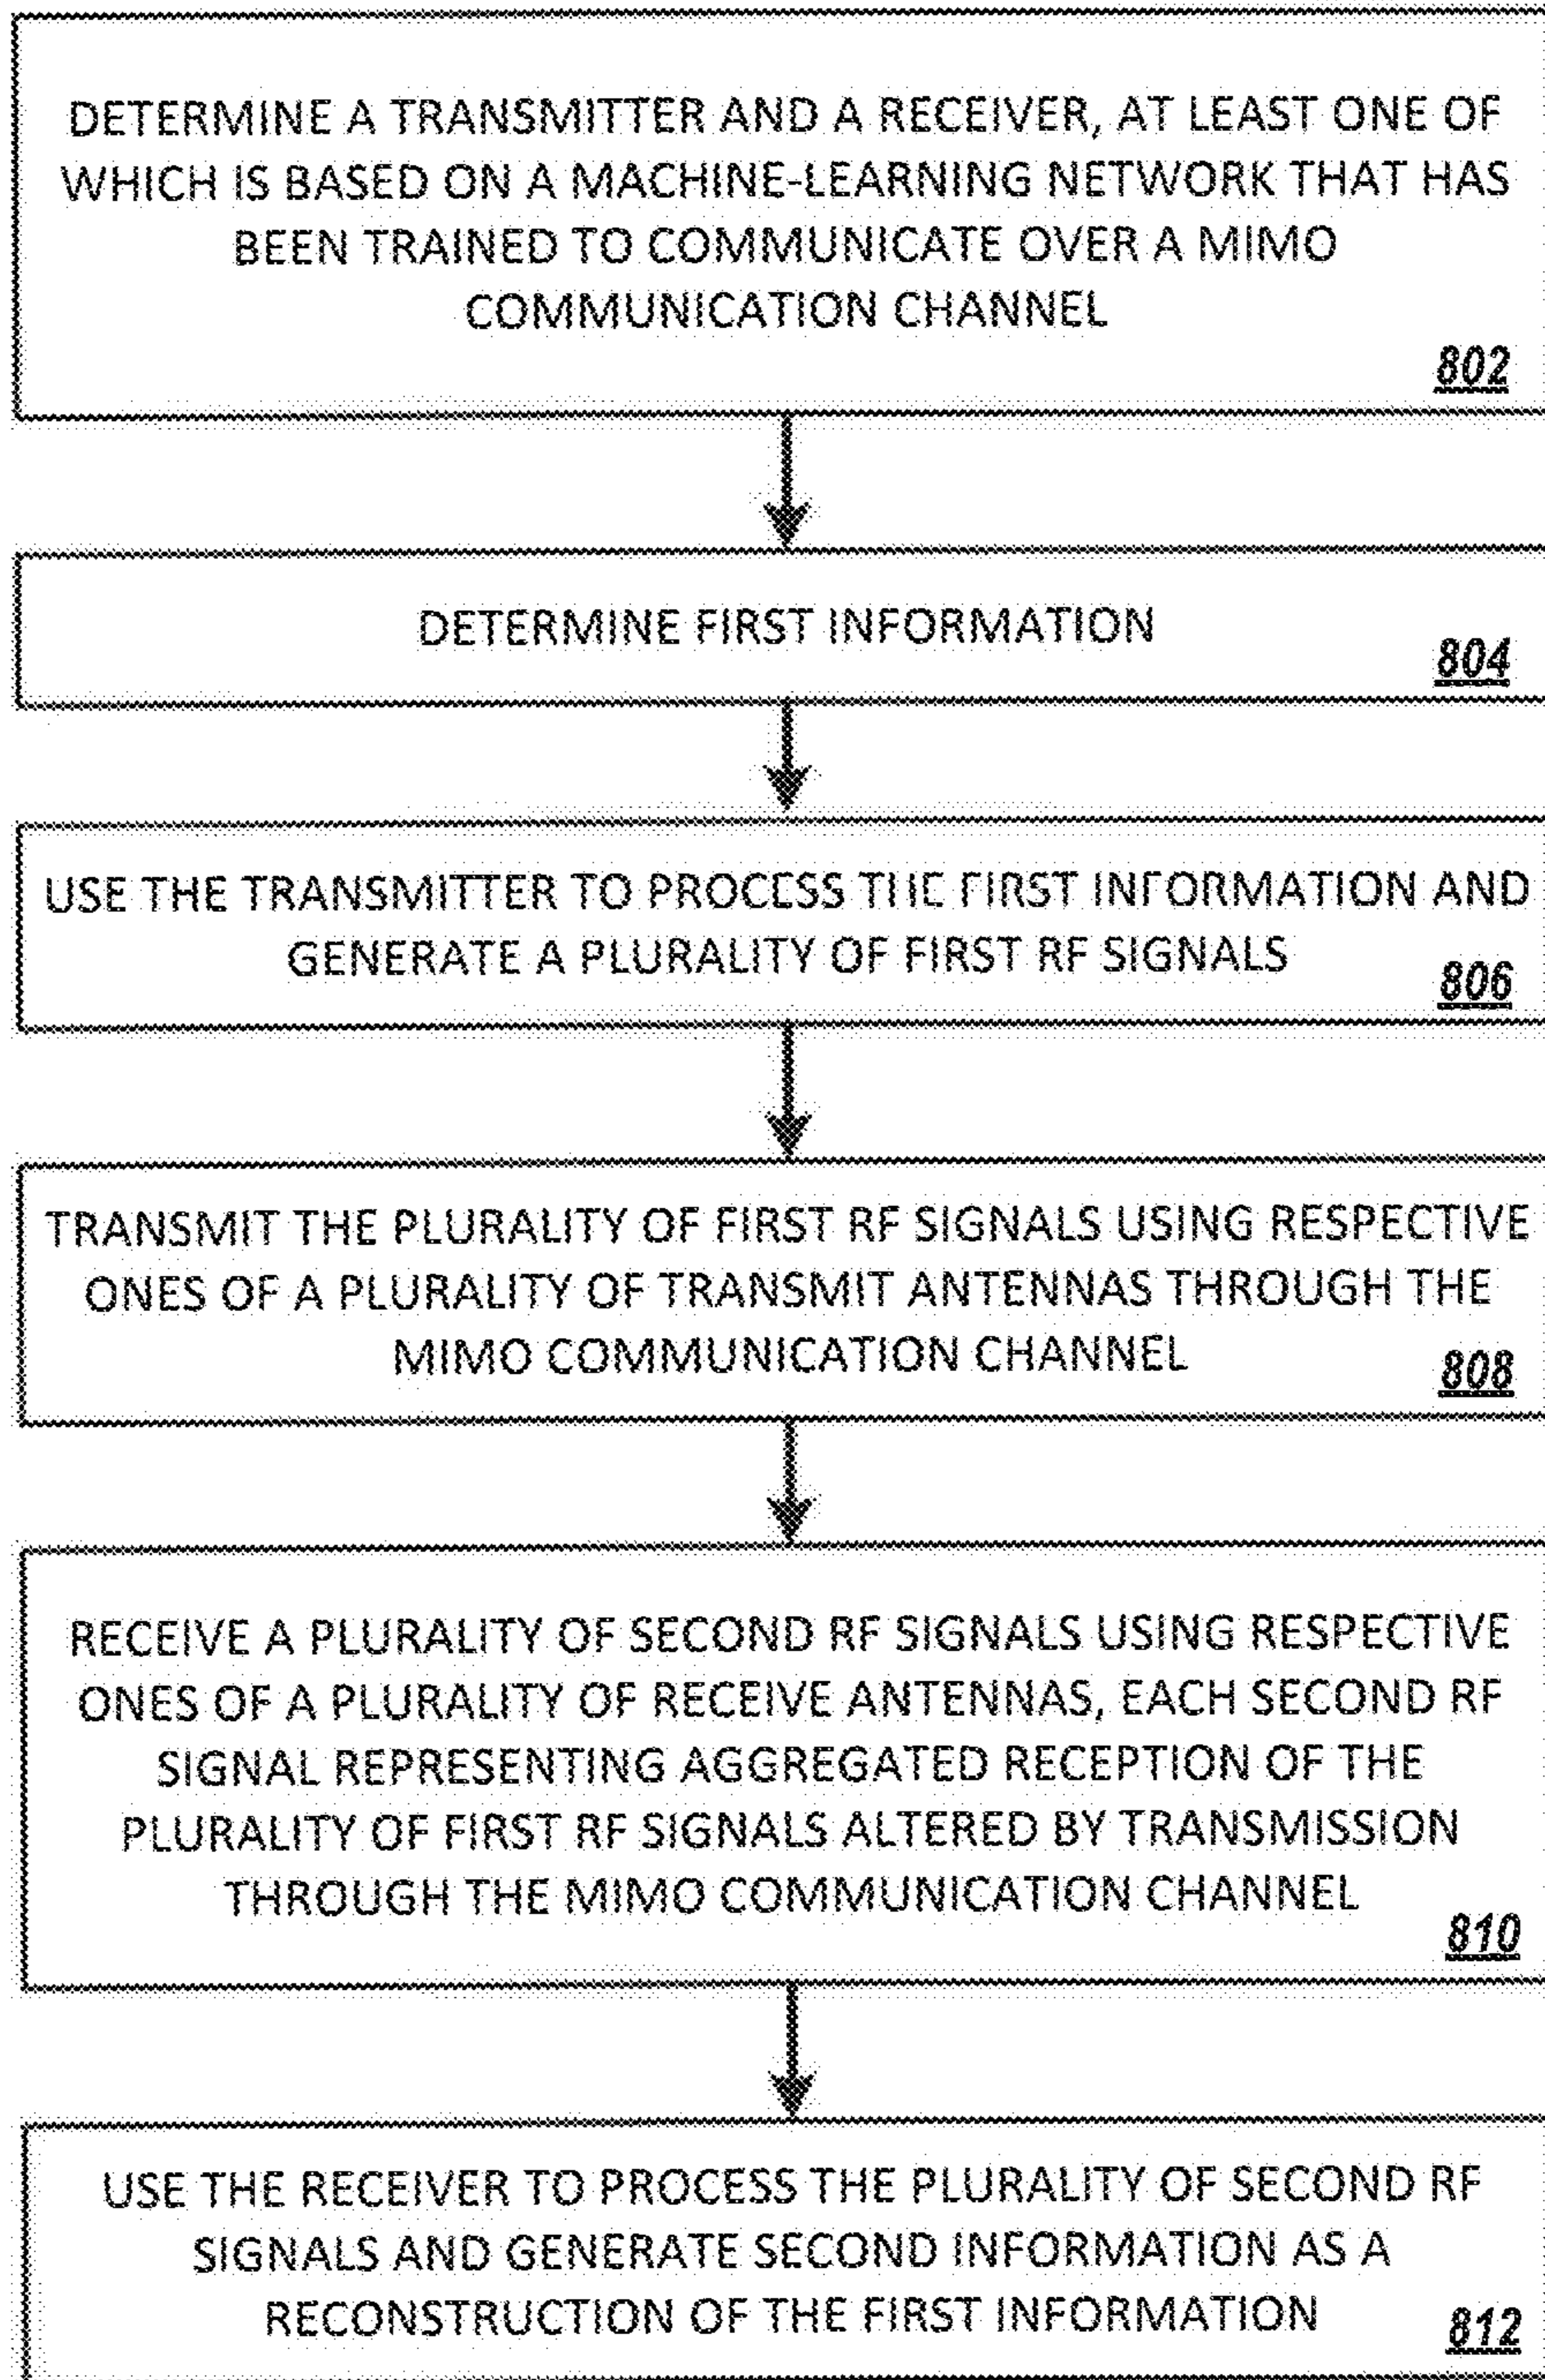 DETERMINE A TRANSMITTER AND A RECEIVER, AT LEAST ONE OF
WHICH IS BASED ON A MACHINE-LEARNING NETWORK THAT HAS
BEEN TRAINED TO COMMUNICATE OVER A MIMO
COMMUNICATION CHANNEL
802
DETERMINE FIRST INFORMATION
804
USE THE TRANSMITTER TO PROCESS THE FIRST INFORMATION AND
GENERATE A PLURALITY OF FIRST RF SIGNALS
806
TRANSMIT THE PLURALITY OF FIRST RF SIGNALS USING RESPECTIVE
ONES OF A PLURALITY OF TRANSMIT ANTENNAS THROUGH THE
MIMO COMMUNICATION CHANNEL
808
RECEIVE A PLURALITY OF SECOND RF SIGNALS USING RESPECTIVE
ONES OF A PLURALITY OF RECEIVE ANTENNAS, EACH SECOND RF
SIGNAL REPRESENTING AGGREGATED RECEPTION OF THE
PLURALITY OF FIRST RF SIGNALS ALTERED BY TRANSMISSION
THROUGH THE MIMO COMMUNICATION CHANNEL
810
USE THE RECEIVER TO PROCESS THE PLURALITY OF SECOND RF
SIGNALS AND GENERATE SECOND INFORMATION AS A
RECONSTRUCTION OF THE FIRST INFORMATION
812